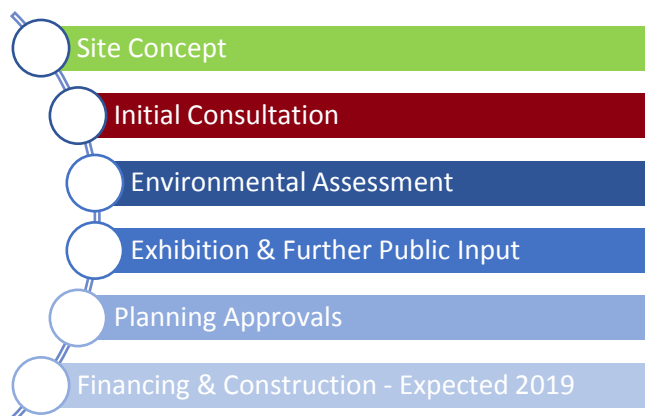 Site Concept
Initial Consultation
Environmental Assessment
Exhibition & Further Public Input
Planning Approvals
Financing & Construction - Expected 2019